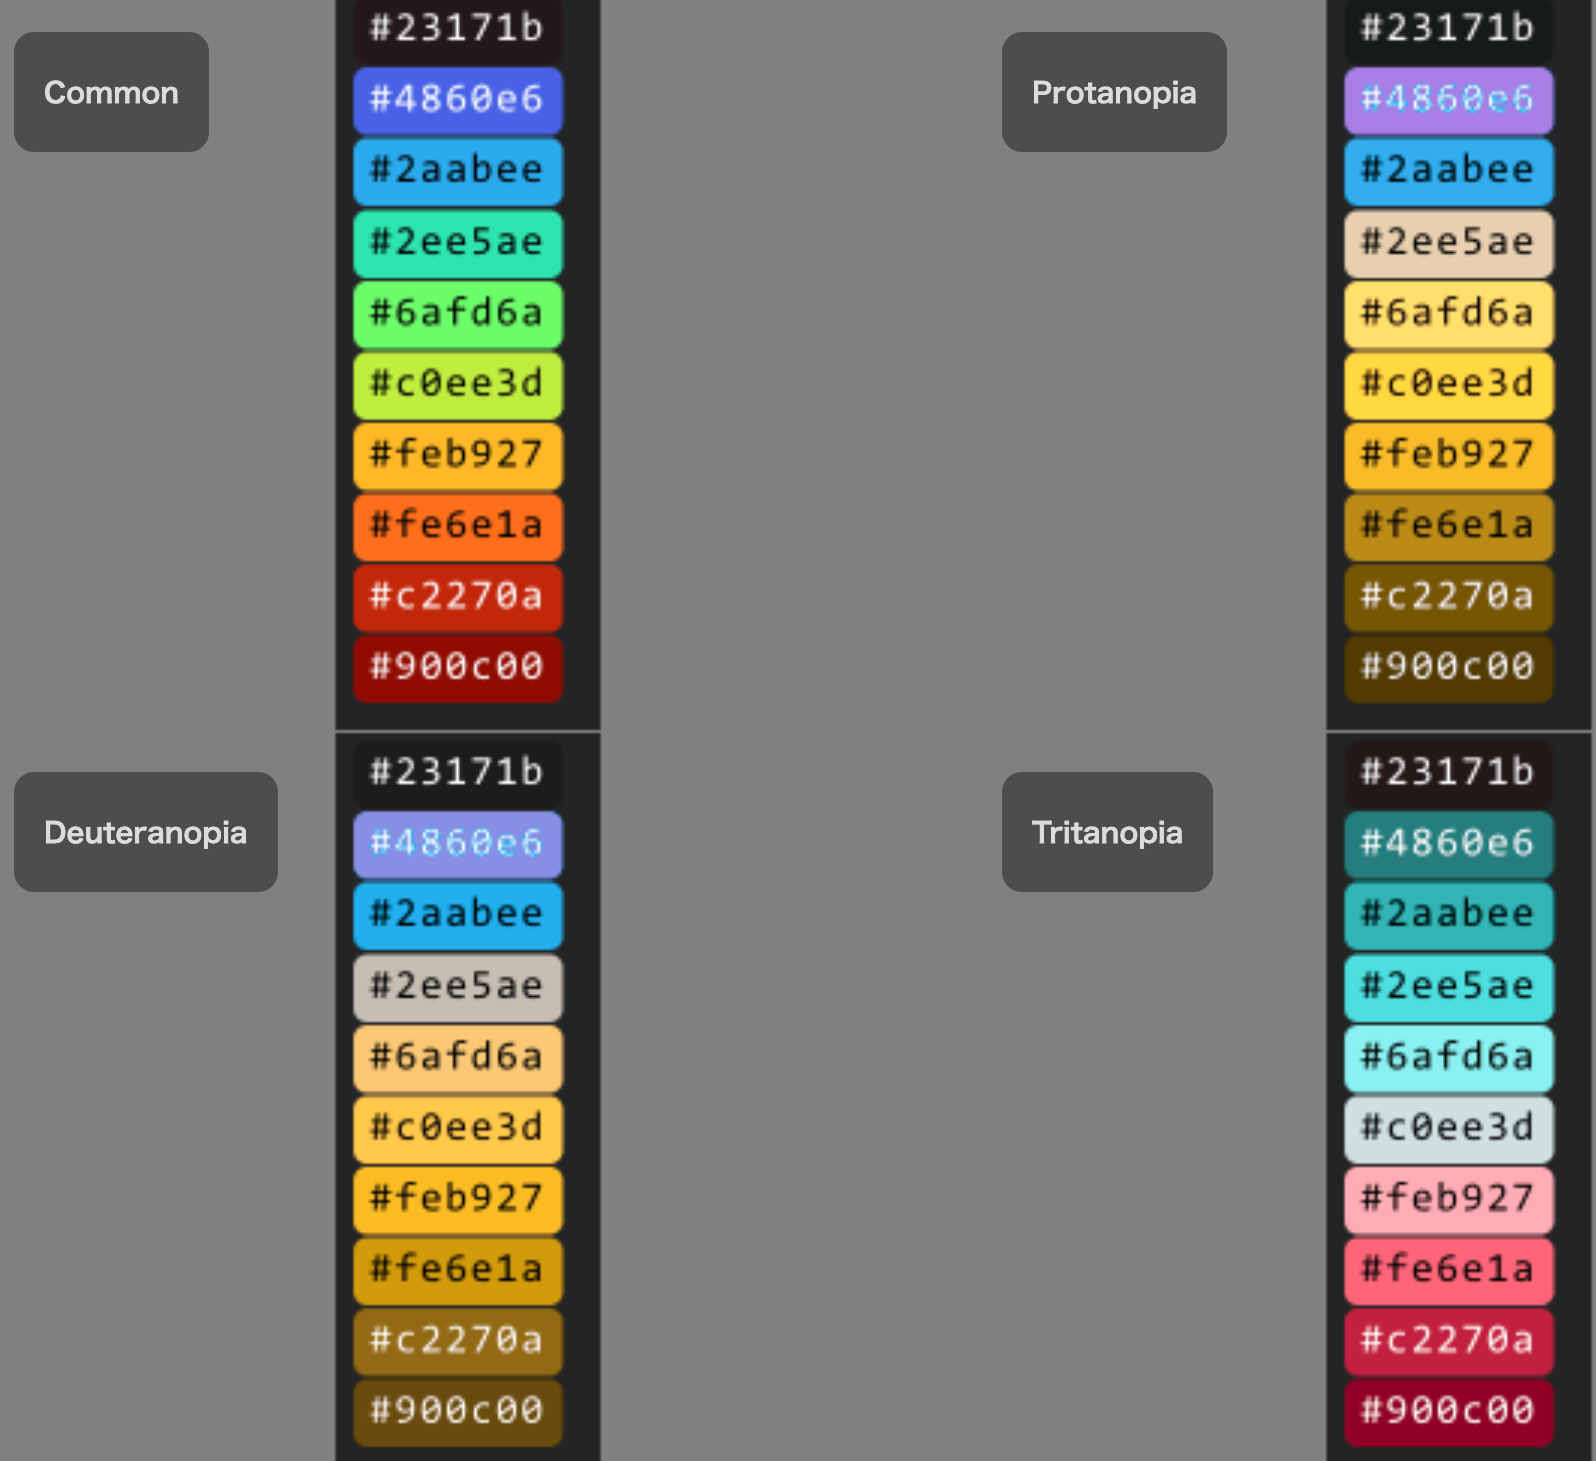 Common
#23171b
#4860e6
#2aabee
#2ee5ae
#6afd6a
#c0ee3d
#feb927
#fe6e1a
#c2270a
#900c00
Protanopia
#23171b
#4860e6
#2aabee
#2ee5ae
#6afd6a
#c0ee3d
#feb927
#fe6e1a
#c2270a
#900c00
Deuteranopia
#23171b
#4860e6
#2aabee
#2ee5ae
#6afd6a
#c0ee3d
#feb927
#fe6e1a
#c2270a
#900c00
Tritanopia
#23171b
#4860e6
#2aabee
#2ee5ae
#6afd6a
#c0ee3d
#feb927
#fe6e1a
#c2270a
#900c00